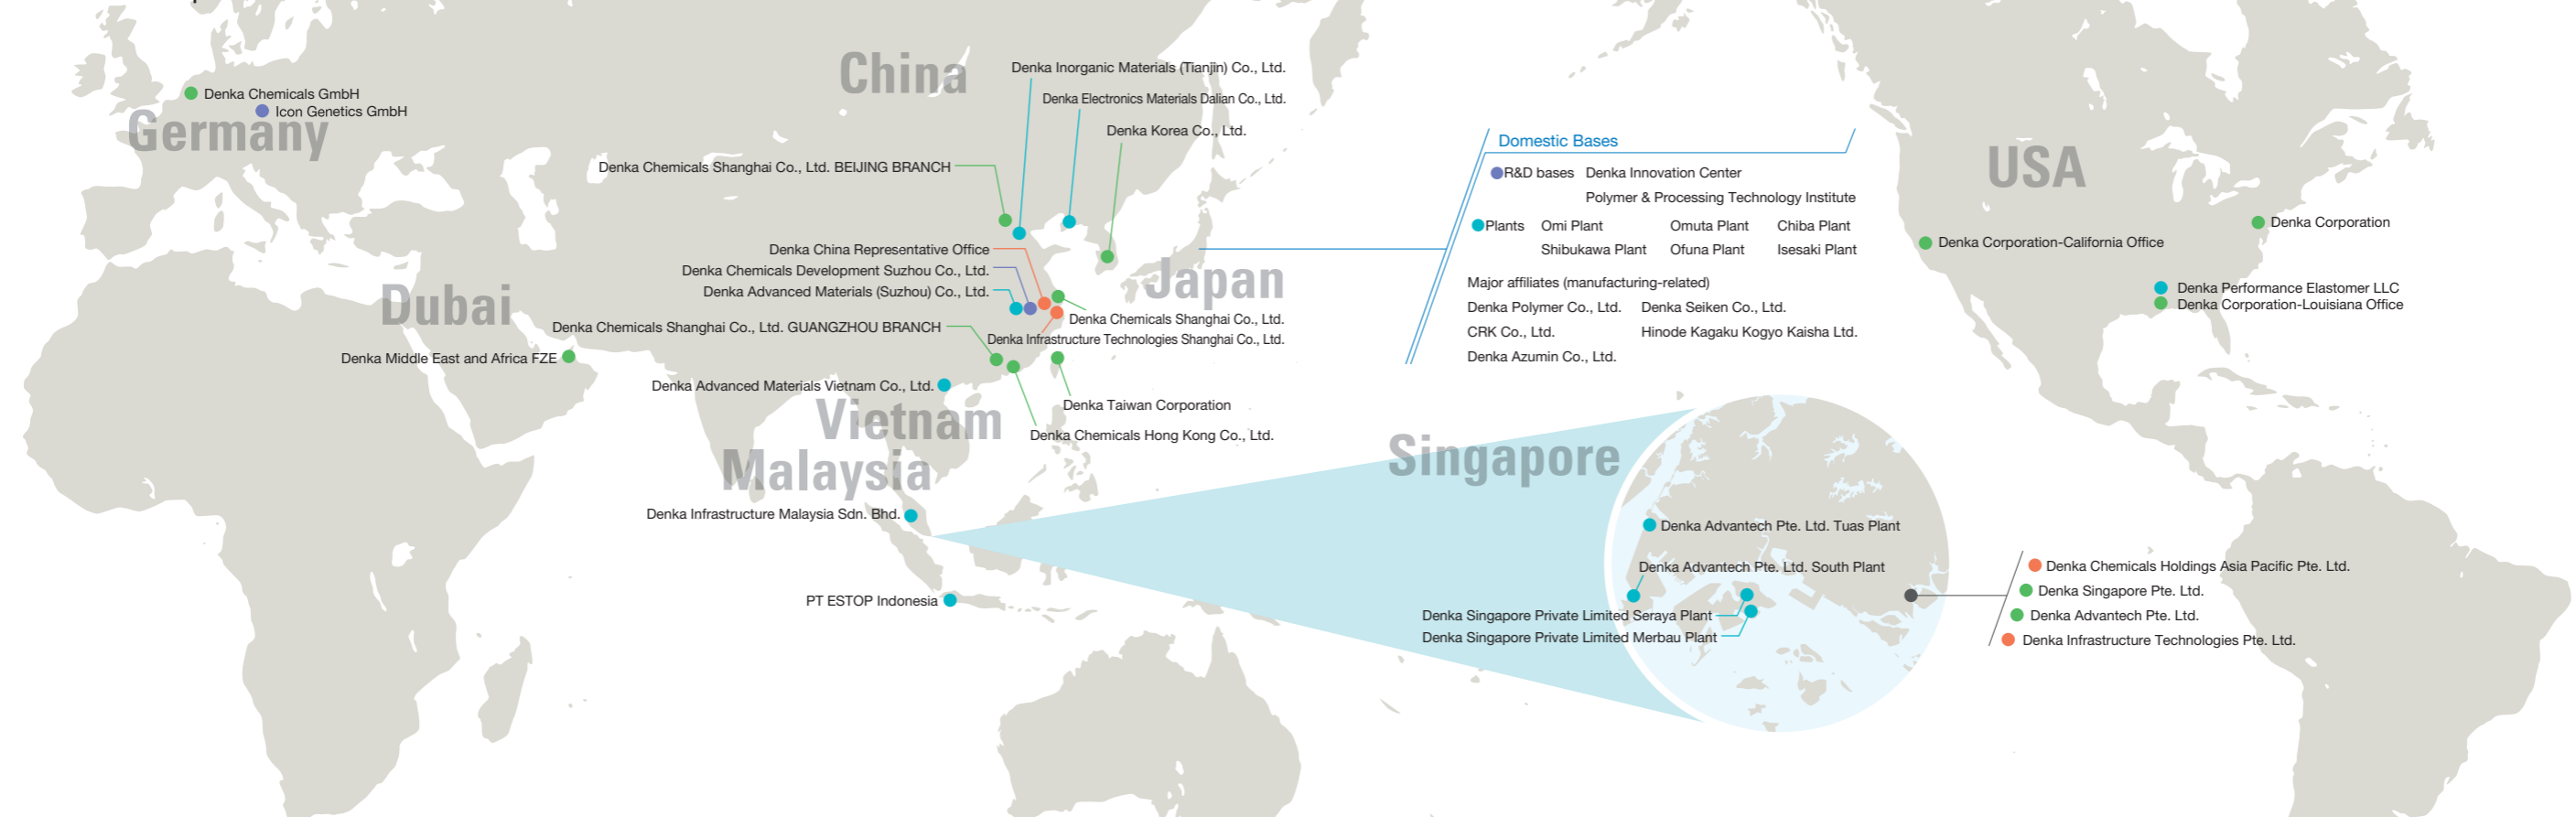 Denka Chemicals GmbH
Icon Genetics GmbH
Germany
China
Denka Inorganic Materials (Tianjin) Co., Ltd.
Denka Electronics Materials Dalian Co., Ltd.
Denka Korea Co., Ltd.
Denka Chemicals Shanghai Co., Ltd. BEIJING BRANCH
Denka China Representative Office
Denka Chemicals Development Suzhou Co., Ltd.
Denka Advanced Materials (Suzhou) Co., Ltd.
Japan
Dubai
Denka Chemicals Shanghai Co., Ltd. GUANGZHOU BRANCH
Denka Chemicals Shanghai Co., Ltd.
Denka Infrastructure Technologies Shanghai Co., Ltd.
Denka Middle East and Africa FZE
Denka Advanced Materials Vietnam Co., Ltd.
Denka Taiwan Corporation
Vietnam
Denka Chemicals Hong Kong Co., Ltd.
Malaysia
Denka Infrastructure Malaysia Sdn. Bhd.
PT ESTOP Indonesia
Domestic Bases
R&D bases Denka Innovation Center
Polymer & Processing Technology Institute
Plants Omi Plant Omuta Plant Chiba Plant
Shibukawa Plant Ofuna Plant Isesaki Plant
Major affiliates (manufacturing-related)
Denka Polymer Co., Ltd. Denka Seiken Co., Ltd.
CRK Co., Ltd. Hinode Kagaku Kogyo Kaisha Ltd.
Denka Azumin Co., Ltd.
USA
Denka Corporation
Denka Corporation-California Office
Denka Performance Elastomer LLC
Denka Corporation-Louisiana Office
Singapore
Denka Advantech Pte. Ltd. Tuas Plant
Denka Advantech Pte. Ltd. South Plant
Denka Singapore Private Limited Seraya Plant
Denka Singapore Private Limited Merbau Plant
Denka Chemicals Holdings Asia Pacific Pte. Ltd.
Denka Singapore Pte. Ltd.
Denka Advantech Pte. Ltd.
Denka Infrastructure Technologies Pte. Ltd.